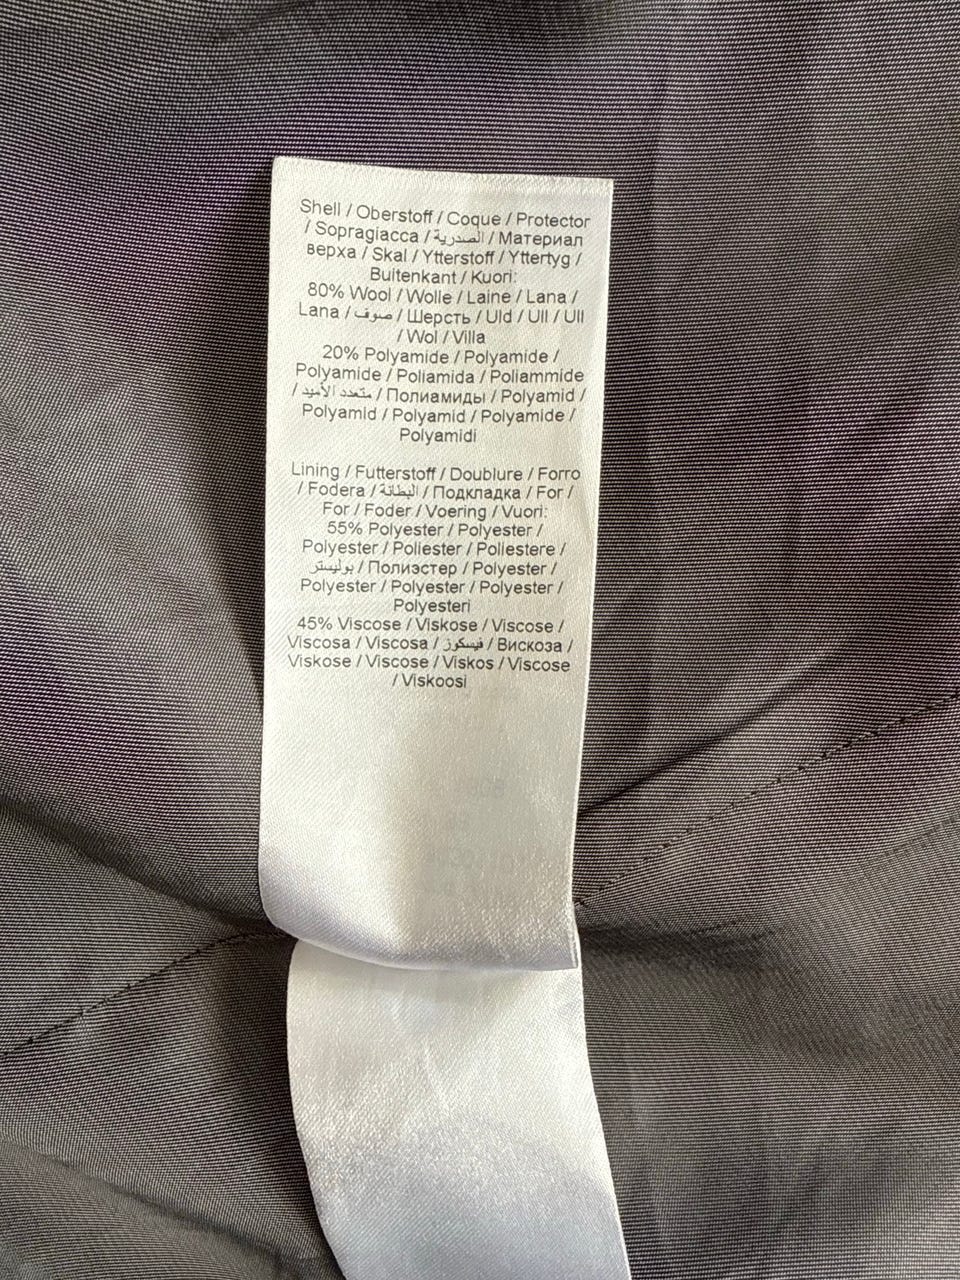 Shell / Oberstoff / Coque / Protector
/ Sopragiacca / الصدرية / Материал
верха / Skal / Ytterstoff / Yttertyg /
Buitenkant / Kuori:
80% Wool / Wolle / Laine / Lana /
Lana / صوف / Шерсть / Uld / Ull / Ull
/ Wol / Villa
20% Polyamide / Polyamide /
Polyamide / Poliamida / Poliammide
/ متعدد الأميد / Полиамиды / Polyamid /
Polyamid / Polyamid / Polyamide /
Polyamidi
Lining / Futterstoff / Doublure / Forro
/ Fodera / البطانة / Подкладка / For /
For / Foder / Voering / Vuori:
55% Polyester / Polyester /
Polyester / Poliester / Poliestere /
بوليستر / Полиэстер / Polyester /
Polyester / Polyester / Polyester /
Polyesteri
45% Viscose / Viskose / Viscose /
Viscosa / Viscosa / فيسكوز / Вискоза /
Viskose / Viscose / Viskos / Viscose
/ Viskoosi